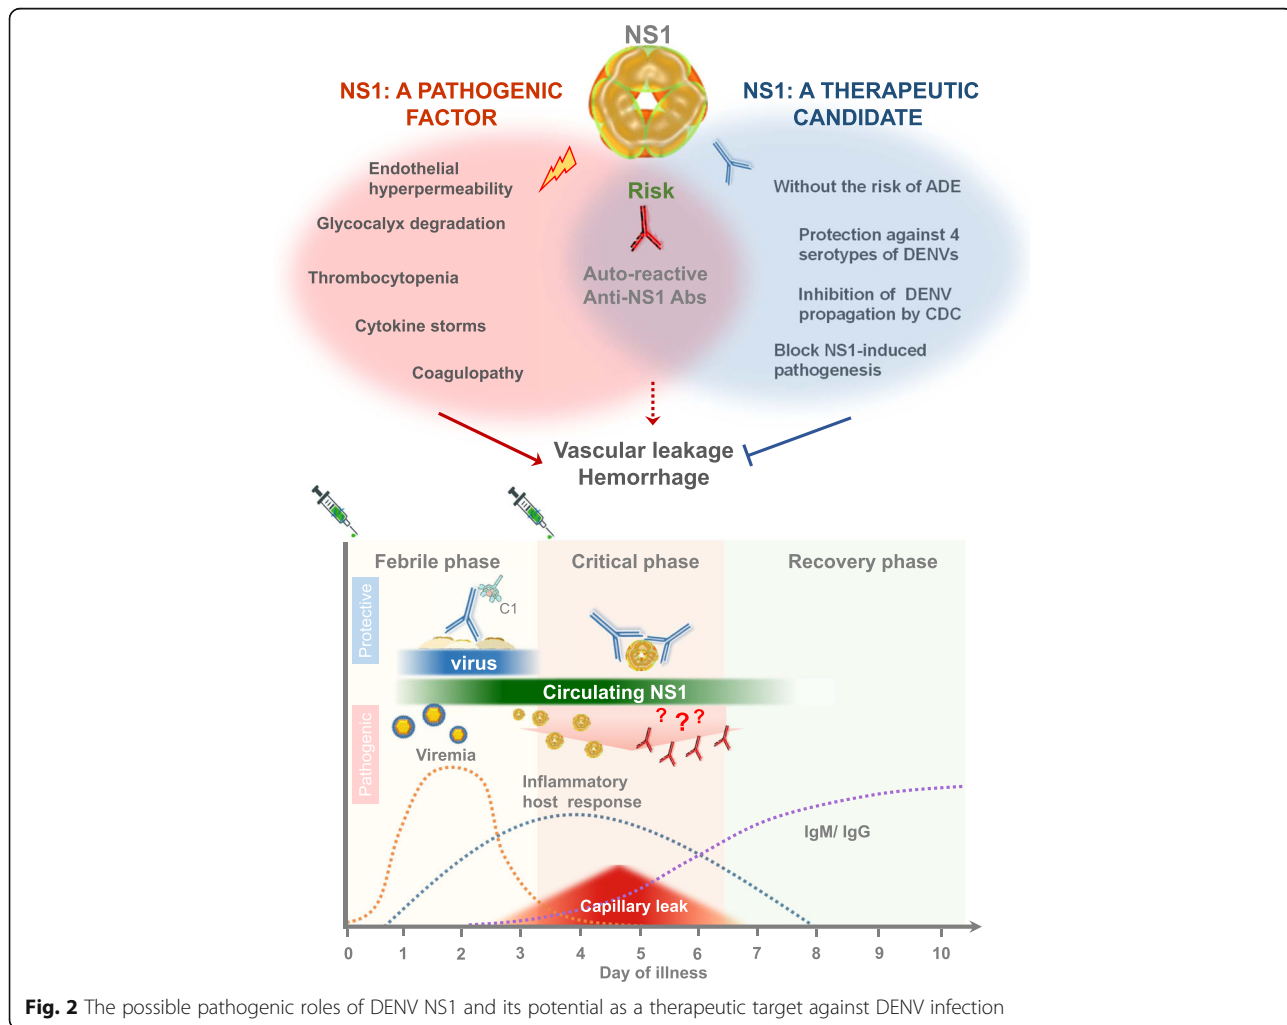 NS1
NS1: A PATHOGENIC
FACTOR
NS1: A THERAPEUTIC
CANDIDATE
Endothelial
hyperpermeability
Glycocalyx degradation
Thrombocytopenia
Cytokine storms
Coagulopathy
Risk
Auto-reactive
Anti-NS1 Abs
Without the risk of ADE
Protection against 4
serotypes of DENVs
Inhibition of DENV
propagation by CDC
Block NS1-induced
pathogenesis
Vascular leakage
Hemorrhage
Febrile phase
Critical phase
Recovery phase
Protective
C1
virus
Circulating NS1
Pathogenic
? ? ?
Viremia
Inflammatory
host response
IgM/ IgG
Capillary leak
0 1 2 3 4 5 6 7 8 9 10
Day of illness
Fig. 2 The possible pathogenic roles of DENV NS1 and its potential as a therapeutic target against DENV infection